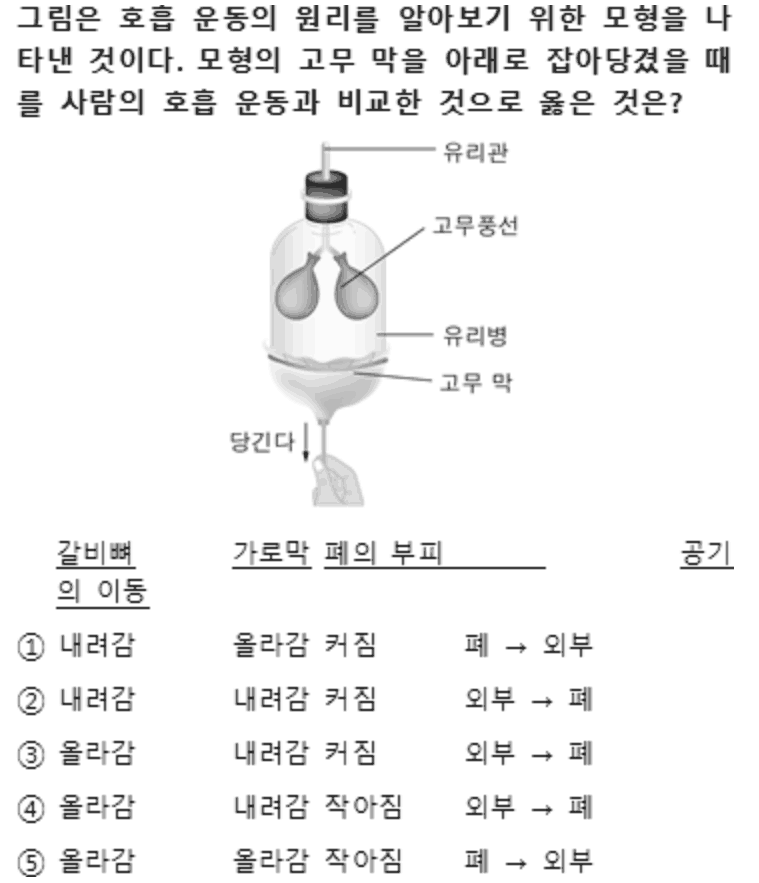 그림은 호흡 운동의 원리를 알아보기 위한 모형을 나
타낸 것이다. 모형의 고무 막을 아래로 잡아당겼을 때
를 사람의 호흡 운동과 비교한 것으로 옳은 것은?
유리관
고무풍선
유리병
고무 막
당긴다
갈비뼈 가로막 폐의 부피 공기
의 이동
① 내려감 올라감 커짐 폐 → 외부
② 내려감 내려감 커짐 외부 → 폐
③ 올라감 내려감 커짐 외부 → 폐
④ 올라감 내려감 작아짐 외부 → 폐
⑤ 올라감 올라감 작아짐 폐 → 외부